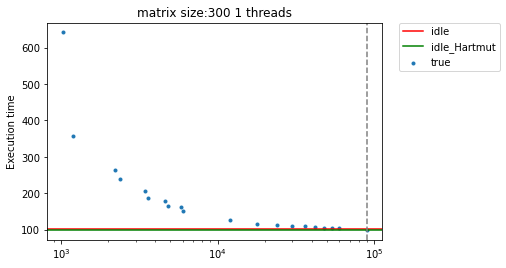 matrix size:300 1 threads
idle
idle_Hartmut
true
Execution time
600
500
400
300
200
100
10³
10⁴
10⁵